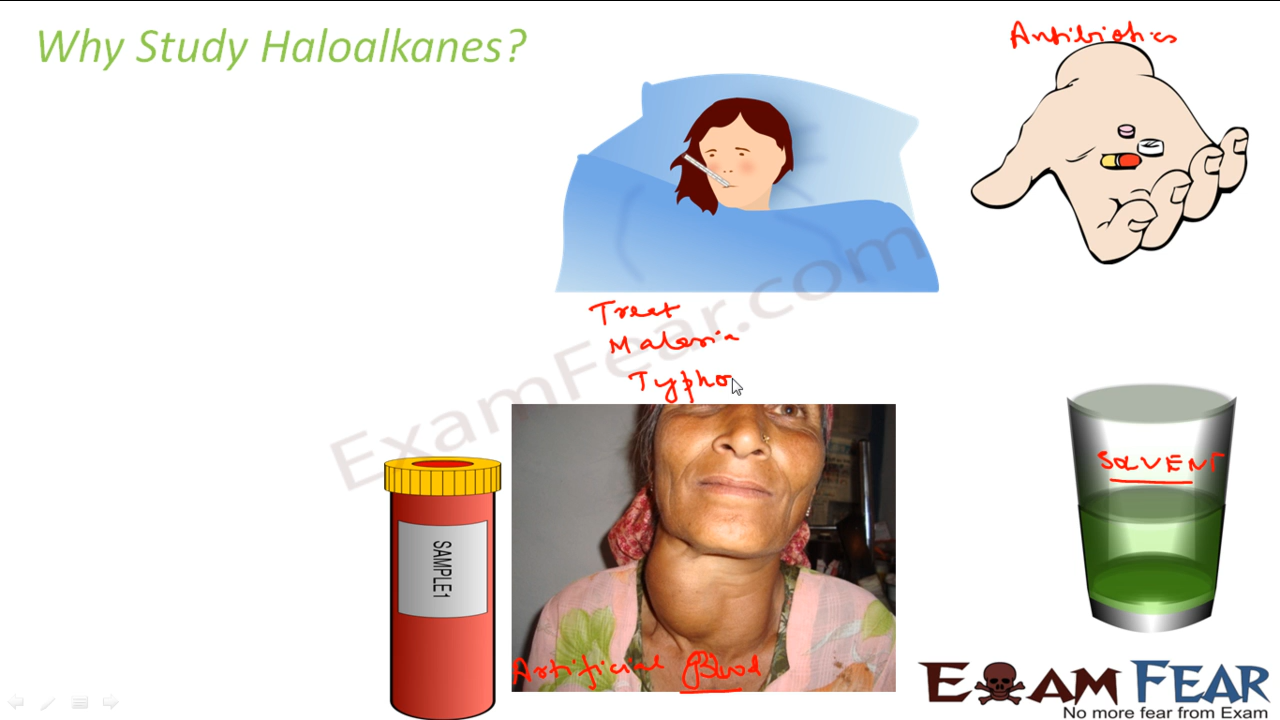 Why Study Haloalkanes?
Antibiotics
Treat
Malaria
Typho
ExamFear.com
SOLVENT
SAMPLE1
Artificial Blood
EXAM FEAR
No more fear from Exam